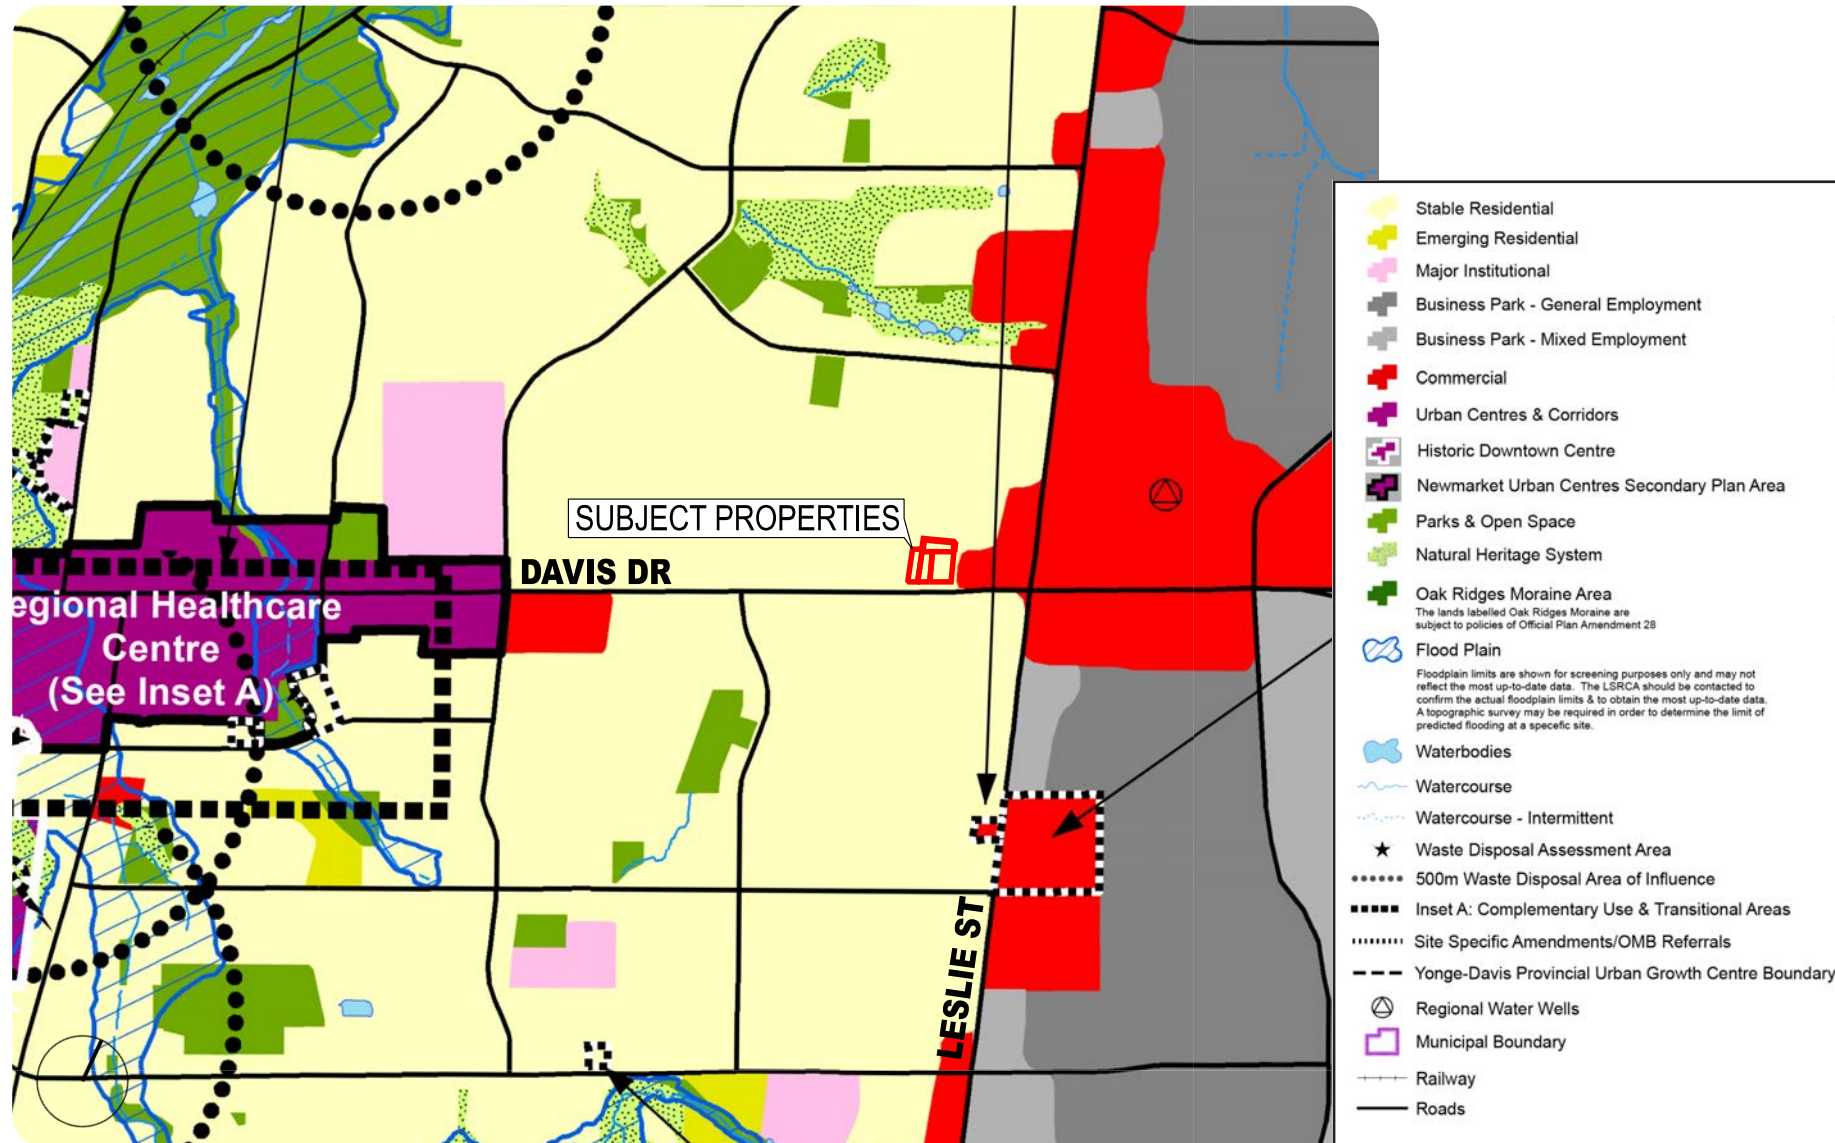 SUBJECT PROPERTIES
DAVIS DR
egional Healthcare
Centre
(See Inset A)
LESLIE ST
Stable Residential
Emerging Residential
Major Institutional
Business Park - General Employment
Business Park - Mixed Employment
Commercial
Urban Centres & Corridors
Historic Downtown Centre
Newmarket Urban Centres Secondary Plan Area
Parks & Open Space
Natural Heritage System
Oak Ridges Moraine Area
The lands labelled Oak Ridges Moraine are
subject to policies of Official Plan Amendment 28
Flood Plain
Floodplain limits are shown for screening purposes only and may not
reflect the most up-to-date data. The LSRCA should be contacted to
confirm the actual floodplain limits & to obtain the most up-to-date data.
A topographic survey may be required in order to determine the limit of
predicted flooding at a specefic site.
Waterbodies
Watercourse
Watercourse - Intermittent
Waste Disposal Assessment Area
500m Waste Disposal Area of Influence
Inset A: Complementary Use & Transitional Areas
Site Specific Amendments/OMB Referrals
Yonge-Davis Provincial Urban Growth Centre Boundary
Regional Water Wells
Municipal Boundary
Railway
Roads